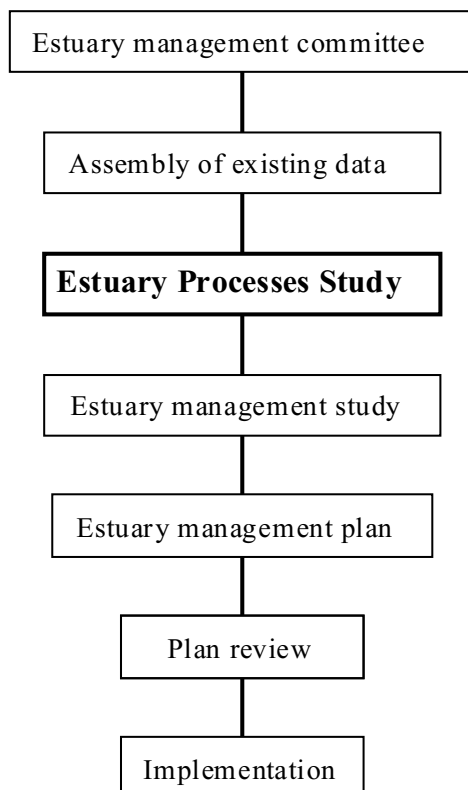 Estuary management committee
Assembly of existing data
Estuary Processes Study
Estuary management study
Estuary management plan
Plan review
Implementation